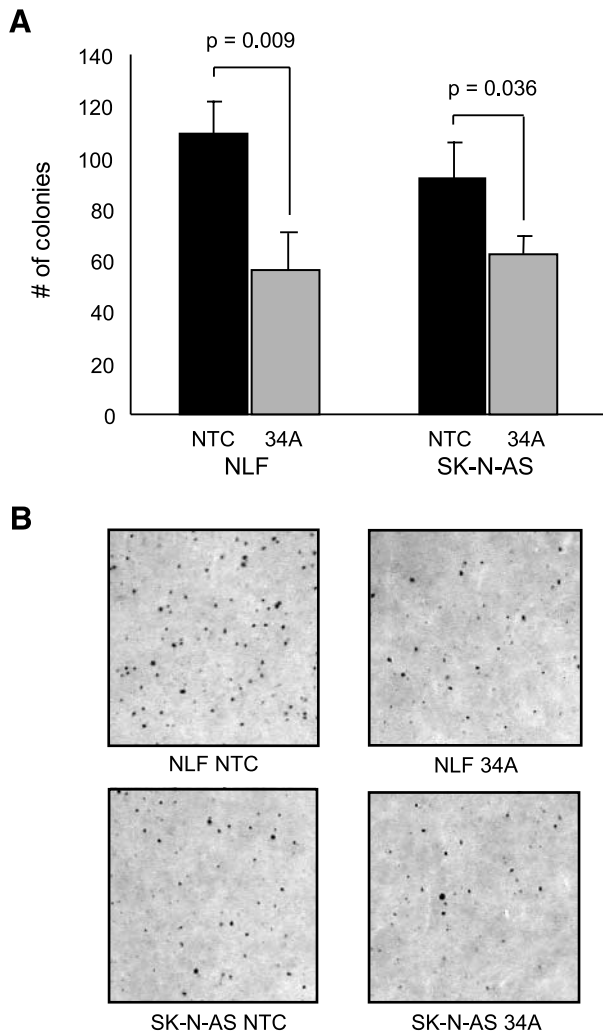 A
# of colonies
140
120
100
80
60
40
20
0
p = 0.009
p = 0.036
NTC 34A
NLF
NTC 34A
SK-N-AS
B
NLF NTC
NLF 34A
SK-N-AS NTC
SK-N-AS 34A